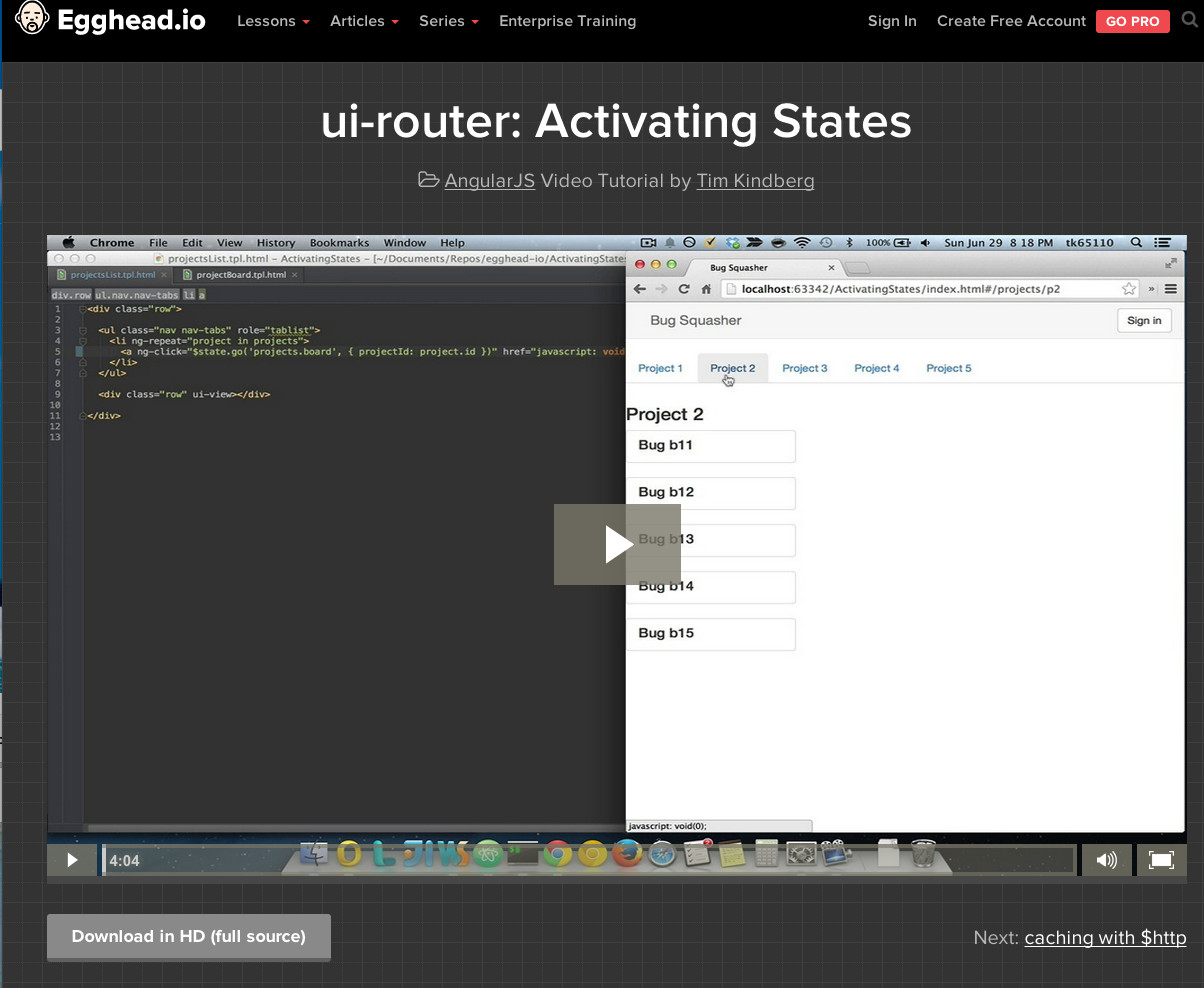 Egghead.io Lessons Articles Series Enterprise Training Sign In Create Free Account GO PRO
ui-router: Activating States
AngularJS Video Tutorial by Tim Kindberg
Chrome File Edit View History Bookmarks Window Help 100% Sun Jun 29 8 18 PM tk65110
projectsList.tpl.html – ActivatingStates – [~/Documents/Repos/egghead-io/ActivatingStates
projectsList.tpl.html projectBoard.tpl.html
div.row ul.nav.nav-tabs li a
1 <div class="row">
2
3 <ul class="nav nav-tabs" role="tablist">
4 <li ng-repeat="project in projects">
5 <a ng-click="$state.go('projects.board', { projectId: project.id })" href="javascript: void
6 </li>
7 </ul>
8
9 <div class="row" ui-view></div>
10
11 </div>
12
13
Bug Squasher
localhost:63342/ActivatingStates/index.html#/projects/p2
Bug Squasher Sign in
Project 1 Project 2 Project 3 Project 4 Project 5
Project 2
Bug b11
Bug b12
Bug b13
Bug b14
Bug b15
javascript: void(0);
4:04
Download in HD (full source) Next: caching with $http